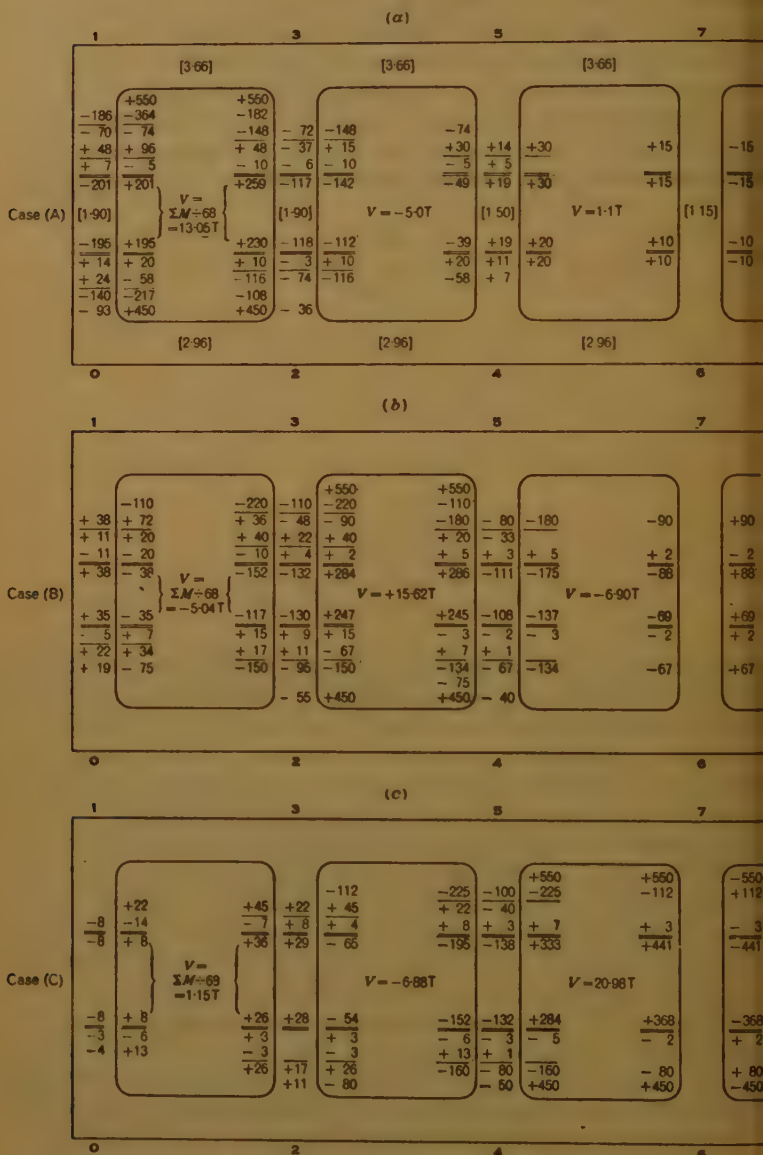 (a)
1 3 5 7
[3·66] [3·66] [3·66]
+550 +550
-186 -364 -182 - 72 -148 -74
- 70 - 74 -148 - 37 + 15 +30 +14 +30 +15 -15
+ 48 + 96 + 48 - 6 - 10 - 5 + 5
+ 7 - 5 - 10 -117 -142 -49 +19 +30 +15 -15
-201 +201 +259
V =
Case (A) [1·90] ΣM÷68 [1·90] V = -5·0T [1 50] V = 1·1T [1 15]
=13·05T
-195 +195 +230 -118 -112 -39 +19 +20 +10 -10
+ 14 + 20 + 10 - 3 + 10 +20 +11 +20 +10 -10
+ 24 - 58 -116 - 74 -116 -58 + 7
-140 -217 -108
- 93 +450 +450 - 36
[2·96] [2·96] [2 96]
0 2 4 6
(b)
1 3 5 7
+550 +550
-110 -220 -110 -220 -110
+ 38 + 72 + 36 - 48 - 90 -180 - 80 -180 -90 +90
+ 11 + 20 + 40 + 22 + 40 + 20 - 33
- 11 - 20 - 10 + 4 + 2 + 5 + 3 + 5 + 2 - 2
+ 38 - 38 -152 -132 +284 +286 -111 -175 -88 +88
V =
Case (B) ΣM÷68 V = +15·62T V = -6·90T
= -5·04T
+ 35 - 35 -117 -130 +247 +245 -108 -137 -69 +69
- 5 + 7 + 15 + 9 + 15 - 3 - 2 - 3 - 2 + 2
+ 22 + 34 + 17 + 11 - 67 + 7 + 1
+ 19 - 75 -150 - 95 -150 -134 - 67 -134 -67 +67
- 75
- 55 +450 +450 - 40
0 2 4 6
(c)
1 3 5 7
+550 +550 -550
-112 -225 -100 -225 -112 +112
+22 +45 +22 + 45 + 22 - 40
-8 -14 -7 + 8 + 4 + 8 + 3 + 7 + 3 - 3
-8 + 8 +36 +29 - 65 -195 -138 +333 +441 -441
V =
Case (C) ΣM÷69 V = -6·88T V = 20·98T
=1·15T
-8 + 8 +26 +28 - 54 -152 -132 +284 +368 -368
-3 - 6 + 3 + 3 - 6 - 3 - 5 - 2 + 2
-4 +13 - 3 - 3 + 13 + 1
+26 +17 + 26 -160 - 80 -160 - 80 + 80
+11 - 80 - 50 +450 +450 -450
0 2 4 6